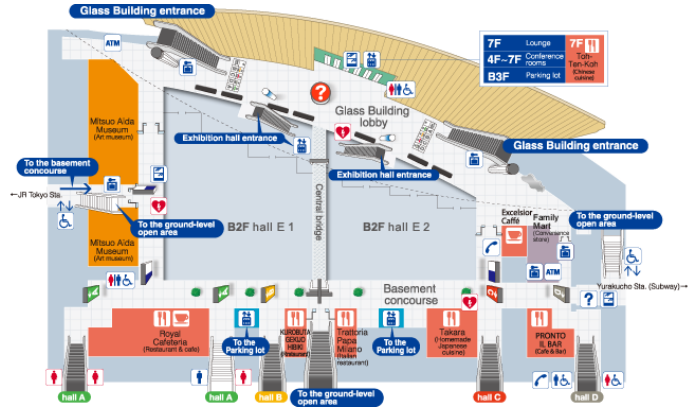 Glass Building entrance
ATM
7F Lounge
4F~7F Conference rooms
B3F Parking lot
7F
Toh-
Ten-Koh
(Chinese
cuisine)
?
Glass Building
lobby
Mitsuo Aida
Museum
(Art museum)
Exhibition hall entrance
Glass Building entrance
To the basement
concourse
Exhibition hall entrance
←JR Tokyo Sta.
To the ground-level
open area
Central bridge
B2F hall E 1
B2F hall E 2
Excelsior
Caffé
Family
Mart
(Convenience
store)
To the ground-level
open area
Mitsuo Aida
Museum
(Art museum)
ATM
Yurakucho Sta. (Subway)→
Basement
concourse
?
Royal
Cafeteria
(Restaurant & cafe)
To the
Parking lot
KUROBUTA
GEKIJO
HIBIKI
(Restaurant)
Trattoria
Papa
Milano
(Italian
restaurant)
To the
Parking lot
Takara
(Homemade
Japanese
cuisine)
PRONTO
IL BAR
(Cafe & Bar)
hall A
hall A
hall B
To the ground-level
open area
hall C
hall D